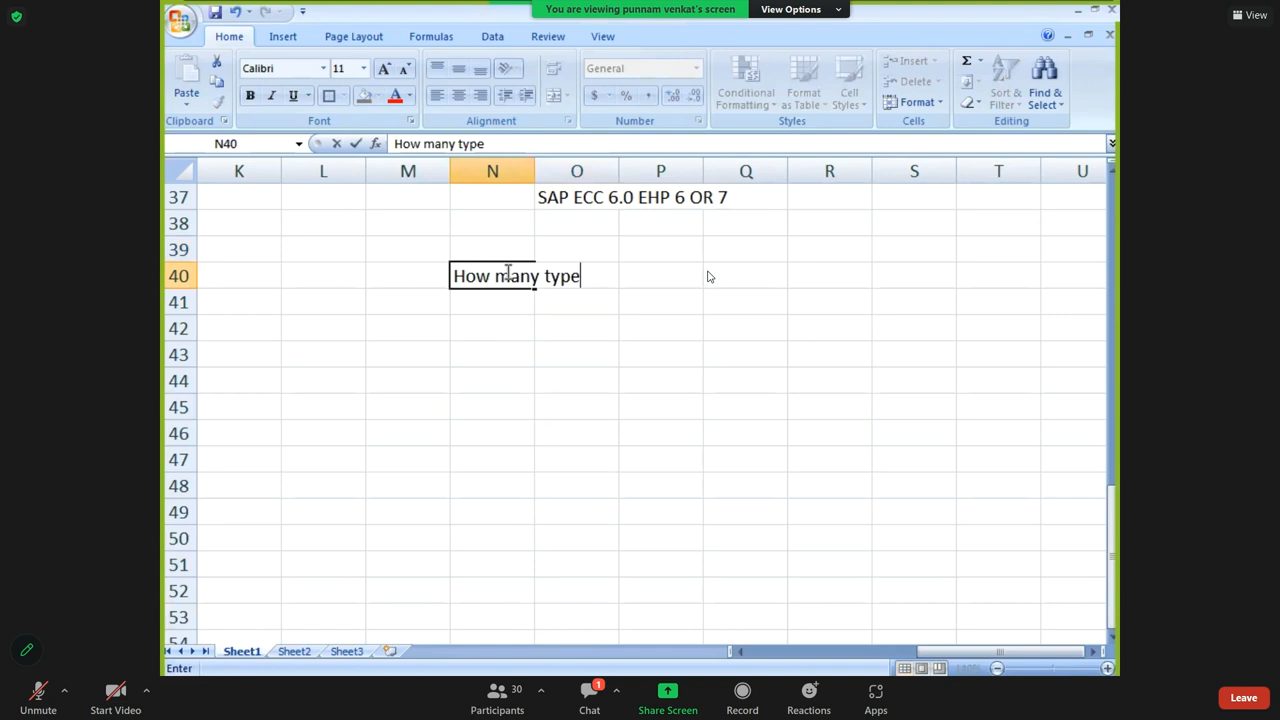 You are viewing punnam venkat's screen
View Options
View
Home Insert Page Layout Formulas Data Review View
Calibri 11 General
Paste
B I U $ % ,
Conditional Formatting Format as Table Cell Styles
Insert
Delete
Format
Sort & Filter Find & Select
Clipboard Font Alignment Number Styles Cells Editing
N40 fx How many type
K L M N O P Q R S T U
37 SAP ECC 6.0 EHP 6 OR 7
38
39
40 How many type
41
42
43
44
45
46
47
48
49
50
51
52
53
54
Sheet1 Sheet2 Sheet3
Enter
Unmute Start Video Participants 30 Chat 1 Share Screen Record Reactions Apps Leave